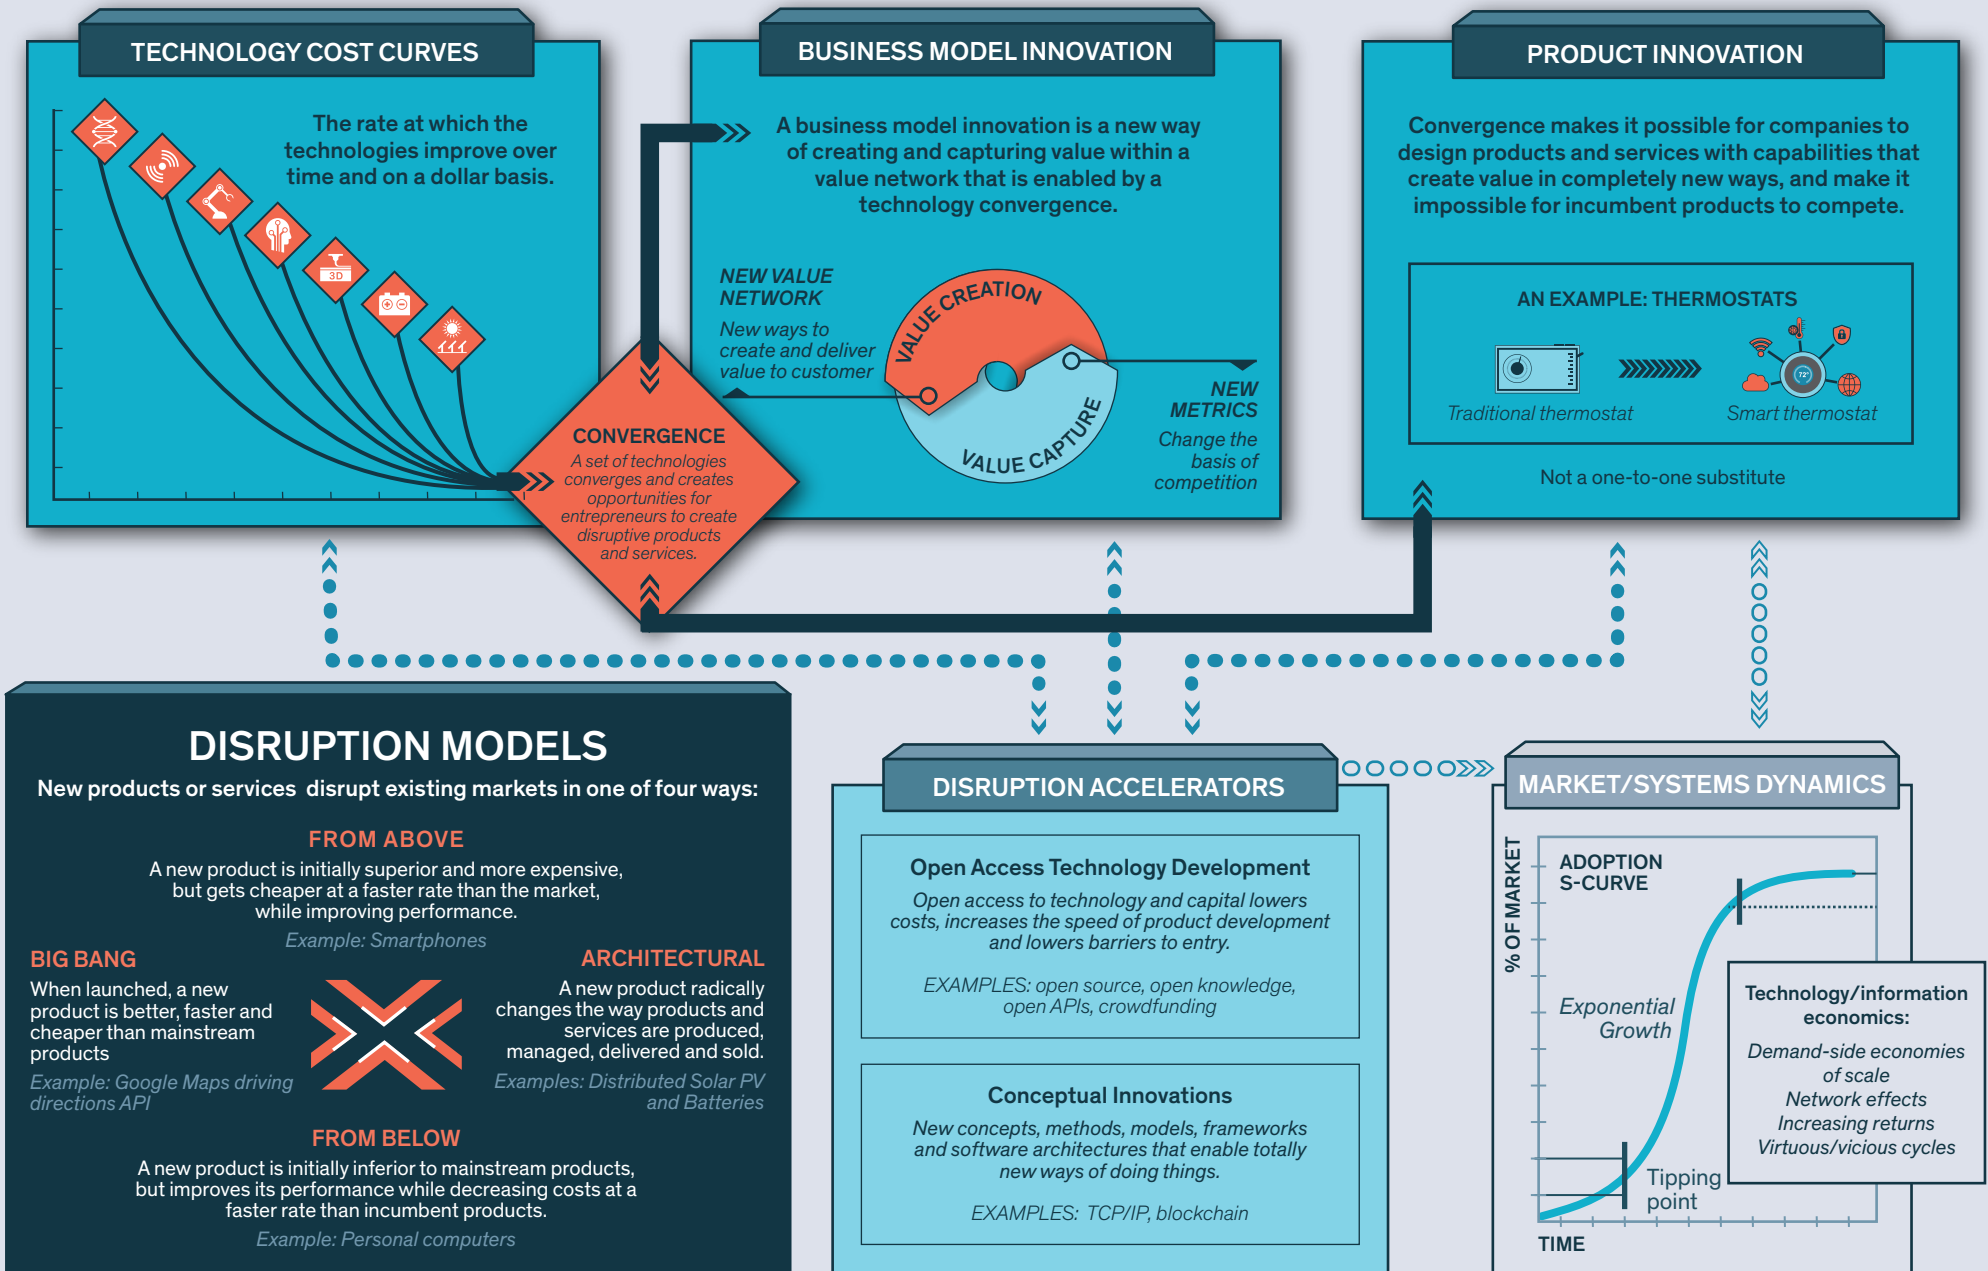 TECHNOLOGY COST CURVES
The rate at which the
technologies improve over
time and on a dollar basis.
3D
CONVERGENCE
A set of technologies
converges and creates
opportunities for
entrepreneurs to create
disruptive products
and services.
BUSINESS MODEL INNOVATION
A business model innovation is a new way
of creating and capturing value within a
value network that is enabled by a
technology convergence.
NEW VALUE
NETWORK
New ways to
create and deliver
value to customer
VALUE CREATION
VALUE CAPTURE
NEW
METRICS
Change the
basis of
competition
PRODUCT INNOVATION
Convergence makes it possible for companies to
design products and services with capabilities that
create value in completely new ways, and make it
impossible for incumbent products to compete.
AN EXAMPLE: THERMOSTATS
72°
Traditional thermostat
Smart thermostat
Not a one-to-one substitute
DISRUPTION MODELS
New products or services disrupt existing markets in one of four ways:
FROM ABOVE
A new product is initially superior and more expensive,
but gets cheaper at a faster rate than the market,
while improving performance.
Example: Smartphones
BIG BANG
When launched, a new
product is better, faster and
cheaper than mainstream
products
Example: Google Maps driving
directions API
ARCHITECTURAL
A new product radically
changes the way products and
services are produced,
managed, delivered and sold.
Examples: Distributed Solar PV
and Batteries
FROM BELOW
A new product is initially inferior to mainstream products,
but improves its performance while decreasing costs at a
faster rate than incumbent products.
Example: Personal computers
DISRUPTION ACCELERATORS
Open Access Technology Development
Open access to technology and capital lowers
costs, increases the speed of product development
and lowers barriers to entry.
EXAMPLES: open source, open knowledge,
open APIs, crowdfunding
Conceptual Innovations
New concepts, methods, models, frameworks
and software architectures that enable totally
new ways of doing things.
EXAMPLES: TCP/IP, blockchain
MARKET/SYSTEMS DYNAMICS
% OF MARKET
ADOPTION
S-CURVE
Exponential
Growth
Technology/information
economics:
Demand-side economies
of scale
Network effects
Increasing returns
Virtuous/vicious cycles
Tipping
point
TIME